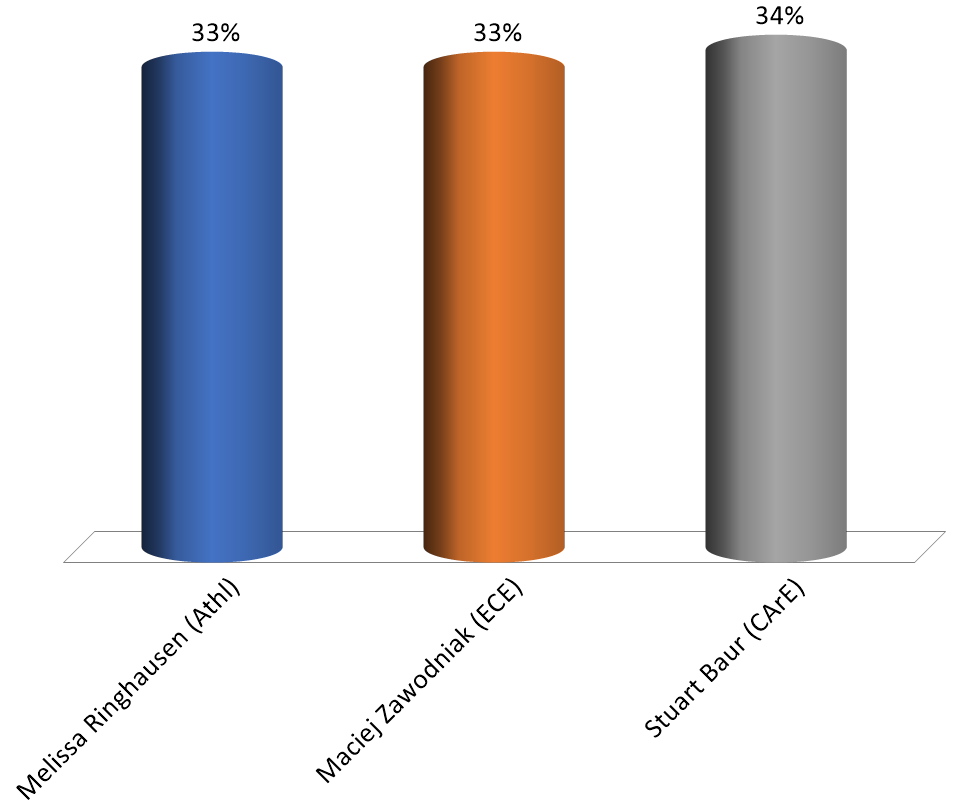 33%
33%
34%
Melissa Ringhausen (Athl)
Maciej Zawodniak (ECE)
Stuart Baur (CArE)